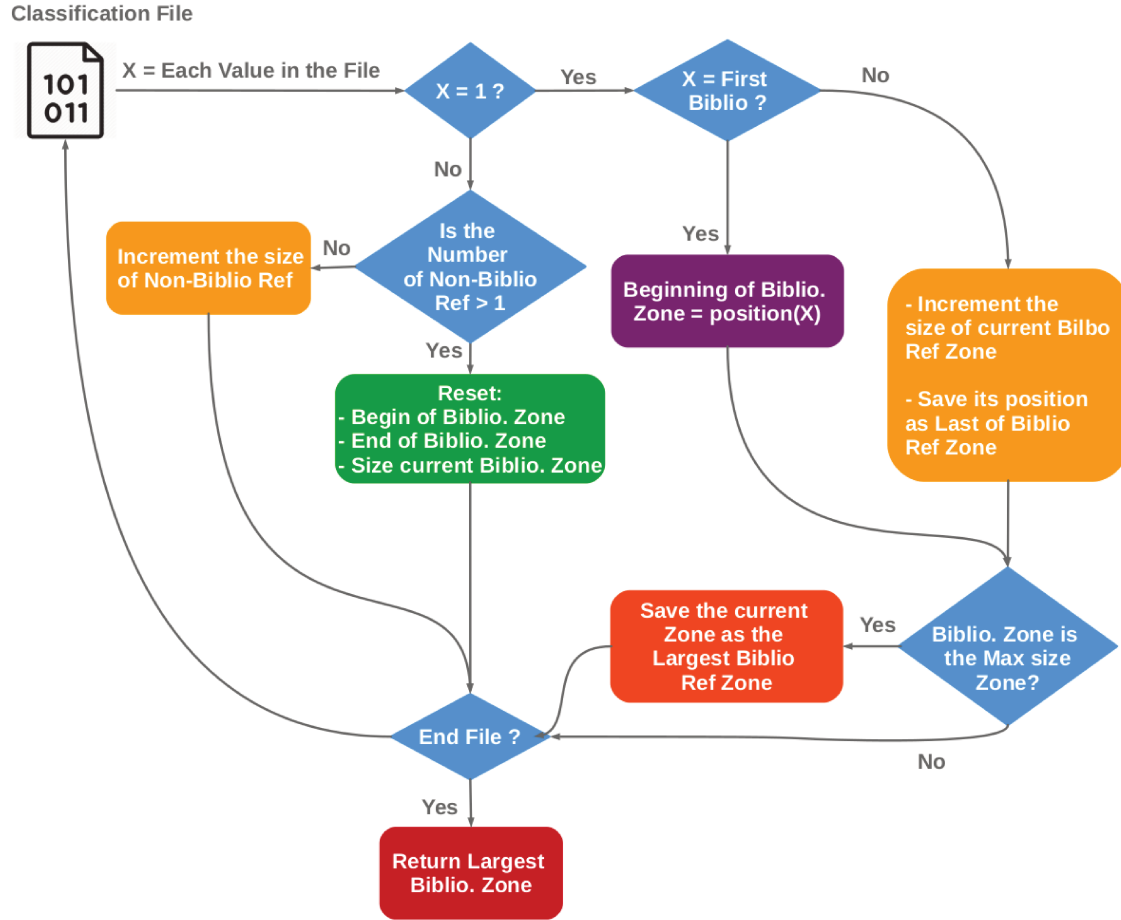 Classification File
101
011
X = Each Value in the File
X = 1 ?
Yes
X = First
Biblio ?
No
No
Is the
Number
of Non-Biblio
Ref > 1
No
Increment the size
of Non-Biblio Ref
Yes
Reset:
- Begin of Biblio. Zone
- End of Biblio. Zone
- Size current Biblio. Zone
Yes
Beginning of Biblio.
Zone = position(X)
- Increment the
size of current Bilbo
Ref Zone
- Save its position
as Last of Biblio
Ref Zone
Biblio. Zone is
the Max size
Zone?
Yes
Save the current
Zone as the
Largest Biblio
Ref Zone
No
End File ?
Yes
Return Largest
Biblio. Zone